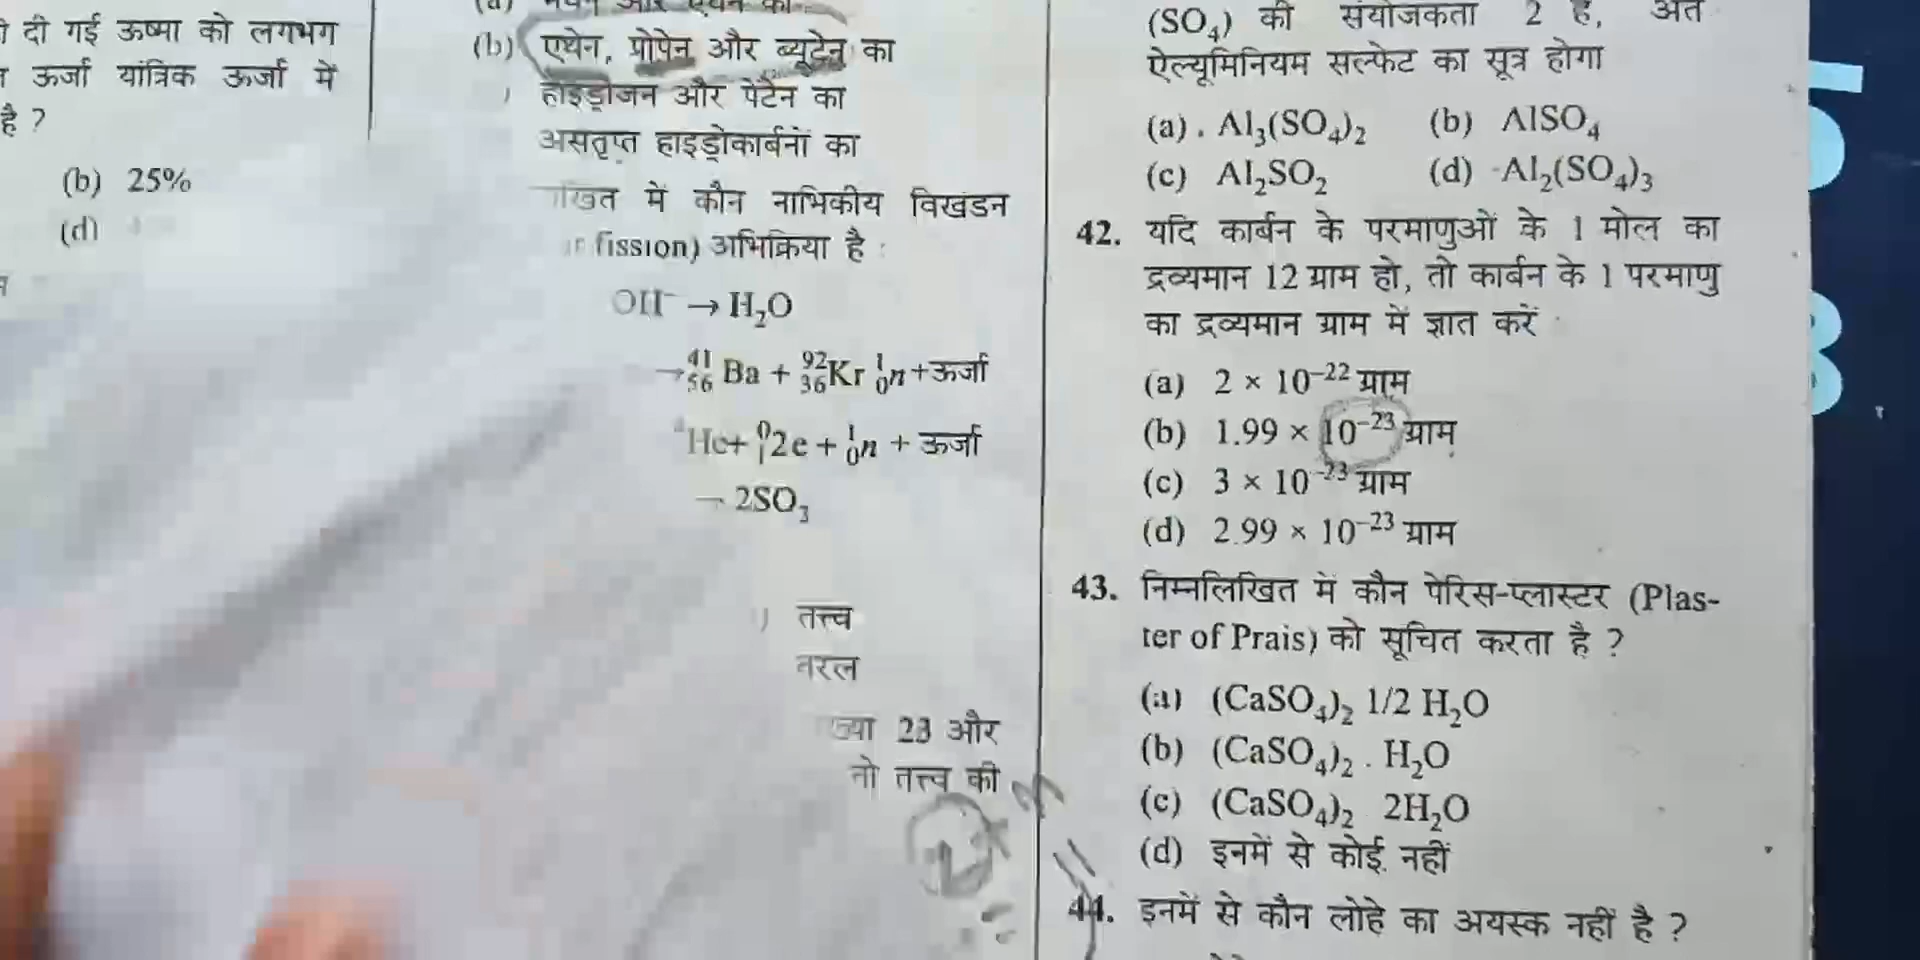 दी गई ऊष्मा को लगभग
ऊर्जा यांत्रिक ऊर्जा में
है ?
(b) 25%
(d)
(b) एथेन, प्रोपेन और ब्यूटेन का
हाइड्रोजन और पेंटेन का
असतृप्त हाइड्रोकार्बनों का
में कौन नाभिकीय विखंडन
fission) अभिक्रिया है :
OH⁻ → H₂O
→ ⁴¹₅₆ Ba + ⁹²₃₆Kr ¹₀n+ऊर्जा
He+ ⁰₁2e + ¹₀n + ऊर्जा
2SO₃
तत्त्व
23 और
तत्त्व की
(SO₄) की संयोजकता 2 है, अत
ऐल्यूमिनियम सल्फेट का सूत्र होगा
(a) . Al₃(SO₄)₂ (b) AlSO₄
(c) Al₂SO₂ (d) Al₂(SO₄)₃
42. यदि कार्बन के परमाणुओं के 1 मोल का
द्रव्यमान 12 ग्राम हो, तो कार्बन के 1 परमाणु
का द्रव्यमान ग्राम में ज्ञात करें
(a) 2 × 10⁻²² ग्राम
(b) 1.99 × 10⁻²³ ग्राम
(c) 3 × 10⁻²³ ग्राम
(d) 2.99 × 10⁻²³ ग्राम
43. निम्नलिखित में कौन पेरिस-प्लास्टर (Plas-
ter of Prais) को सूचित करता है ?
(a) (CaSO₄)₂ 1/2 H₂O
(b) (CaSO₄)₂ . H₂O
(c) (CaSO₄)₂ 2H₂O
(d) इनमें से कोई नहीं
44. इनमें से कौन लोहे का अयस्क नहीं है ?